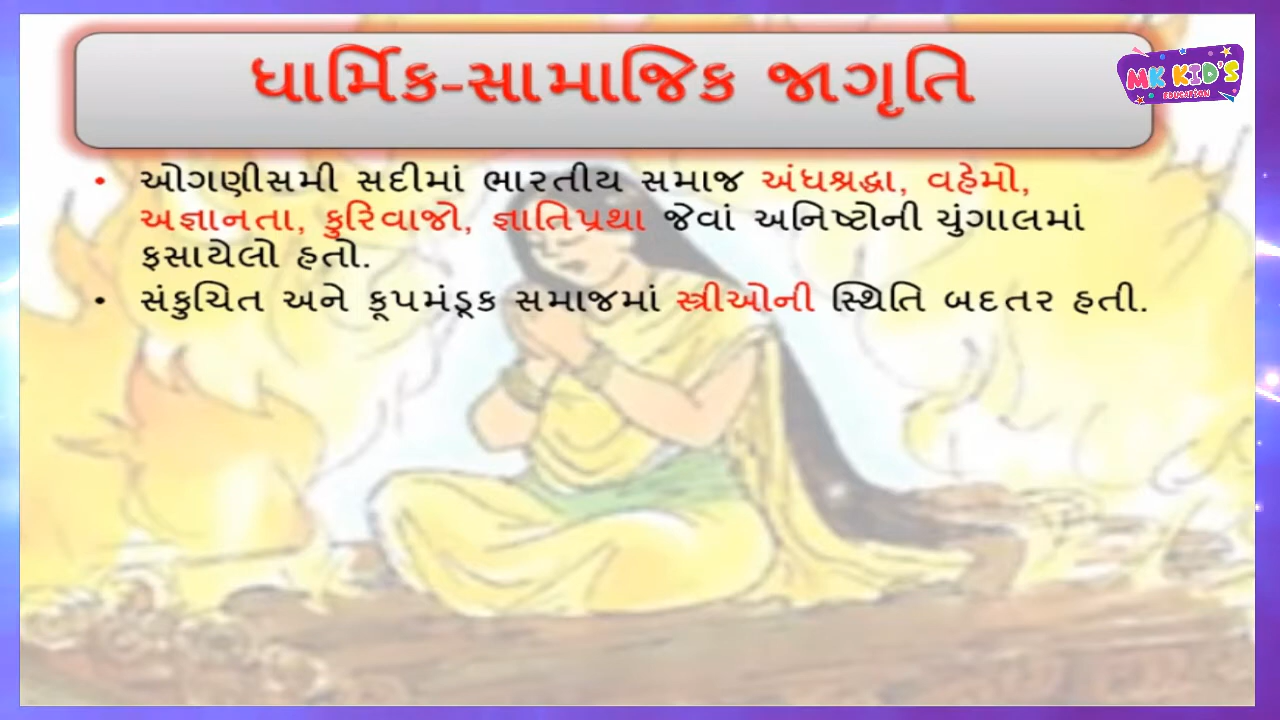 ધાર્મિક-સામાજિક જાગૃતિ
MK KID'S
EDUCATION
• ઓગણીસમી સદીમાં ભારતીય સમાજ અંધશ્રદ્ધા, વહેમો,
અજ્ઞાનતા, કુરિવાજો, જ્ઞાતિપ્રથા જેવાં અનિષ્ટોની ચુંગાલમાં
ફસાયેલો હતો.
• સંકુચિત અને કૂપમંડૂક સમાજમાં સ્ત્રીઓની સ્થિતિ બદતર હતી.